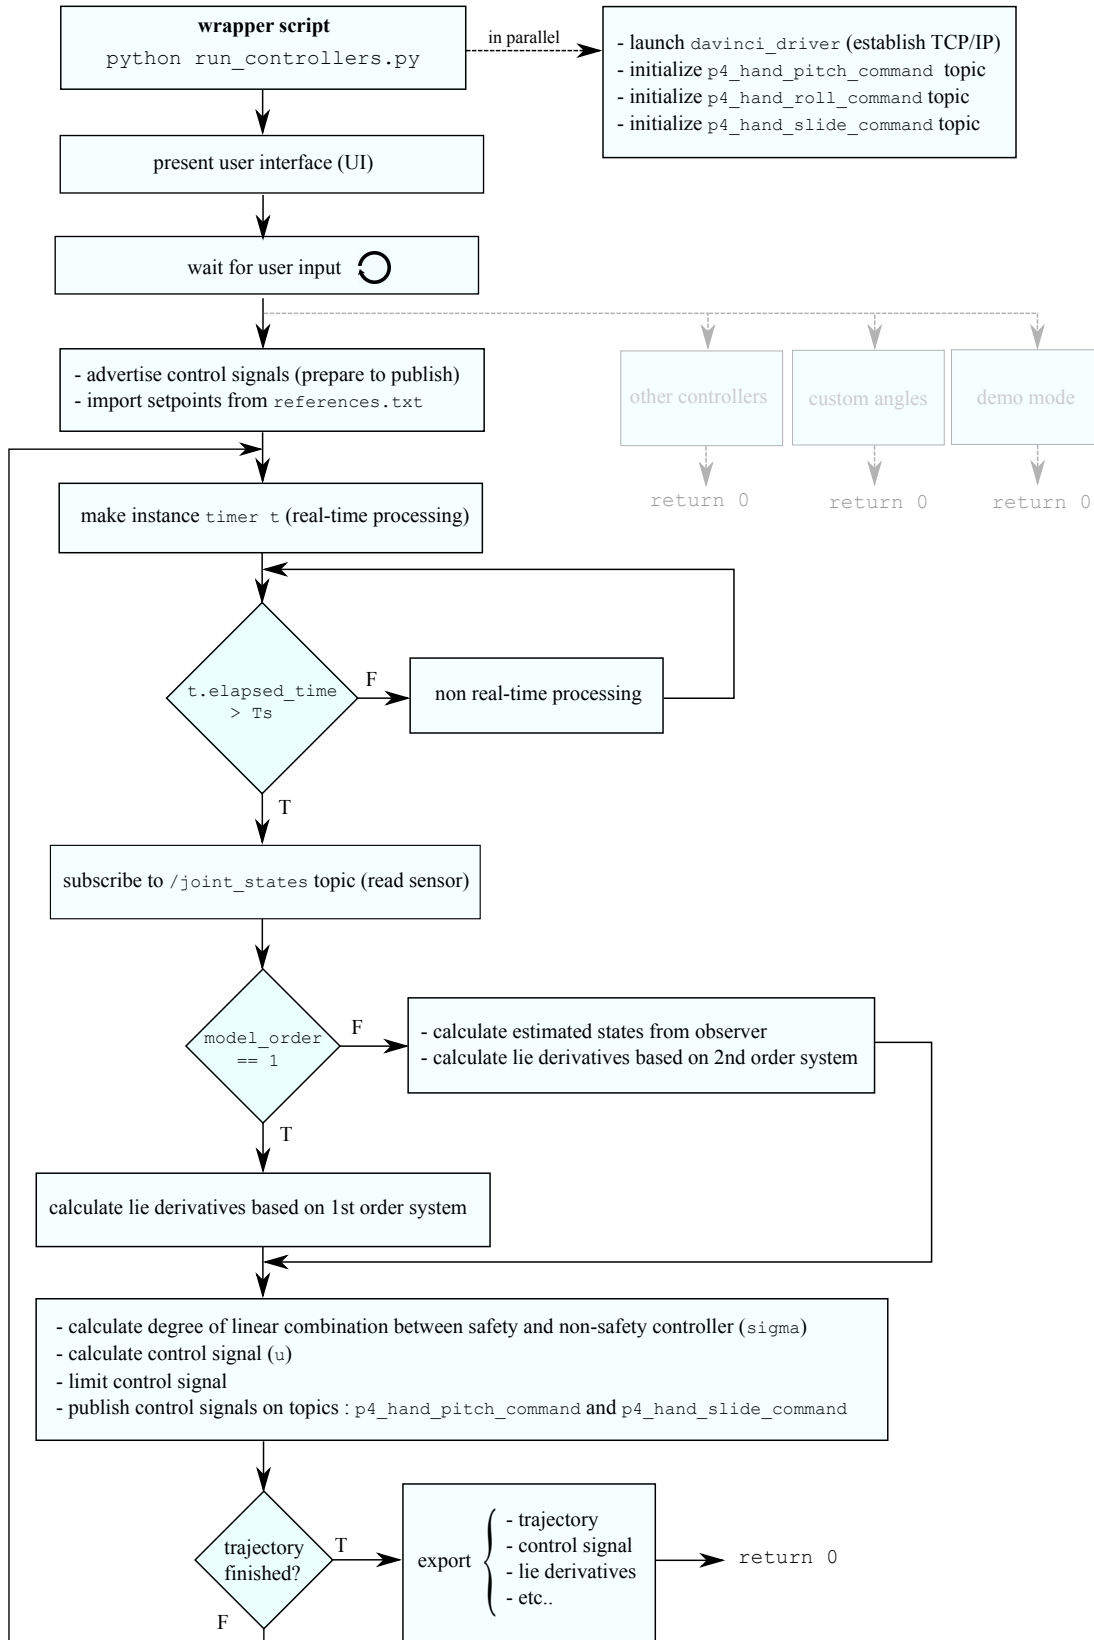 wrapper script
python run_controllers.py
in parallel
- launch davinci_driver (establish TCP/IP)
- initialize p4_hand_pitch_command topic
- initialize p4_hand_roll_command topic
- initialize p4_hand_slide_command topic
present user interface (UI)
wait for user input
- advertise control signals (prepare to publish)
- import setpoints from references.txt
other controllers
custom angles
demo mode
return 0
return 0
return 0
make instance timer t (real-time processing)
t.elapsed_time
> Ts
F
non real-time processing
T
subscribe to /joint_states topic (read sensor)
model_order
== 1
F
- calculate estimated states from observer
- calculate lie derivatives based on 2nd order system
T
calculate lie derivatives based on 1st order system
- calculate degree of linear combination between safety and non-safety controller (sigma)
- calculate control signal (u)
- limit control signal
- publish control signals on topics : p4_hand_pitch_command and p4_hand_slide_command
trajectory
finished?
T
export
- trajectory
- control signal
- lie derivatives
- etc..
return 0
F